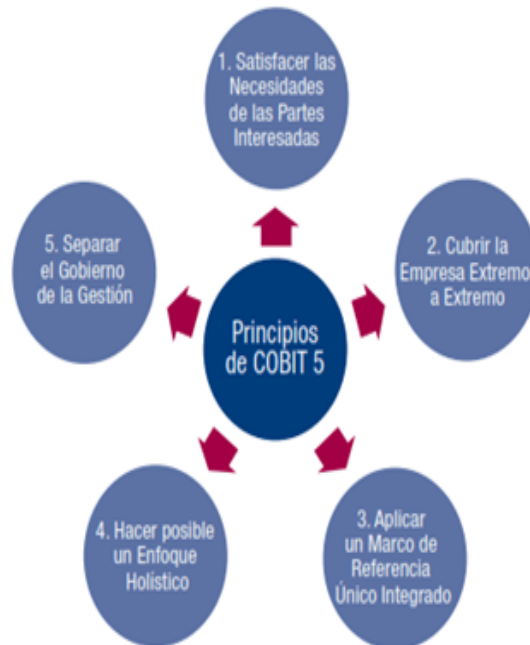 1. Satisfacer las
Necesidades
de las Partes
Interesadas
2. Cubrir la
Empresa Extremo
a Extremo
3. Aplicar
un Marco de
Referencia
Único Integrado
4. Hacer posible
un Enfoque
Holístico
5. Separar
el Gobierno
de la Gestión
Principios
de COBIT 5